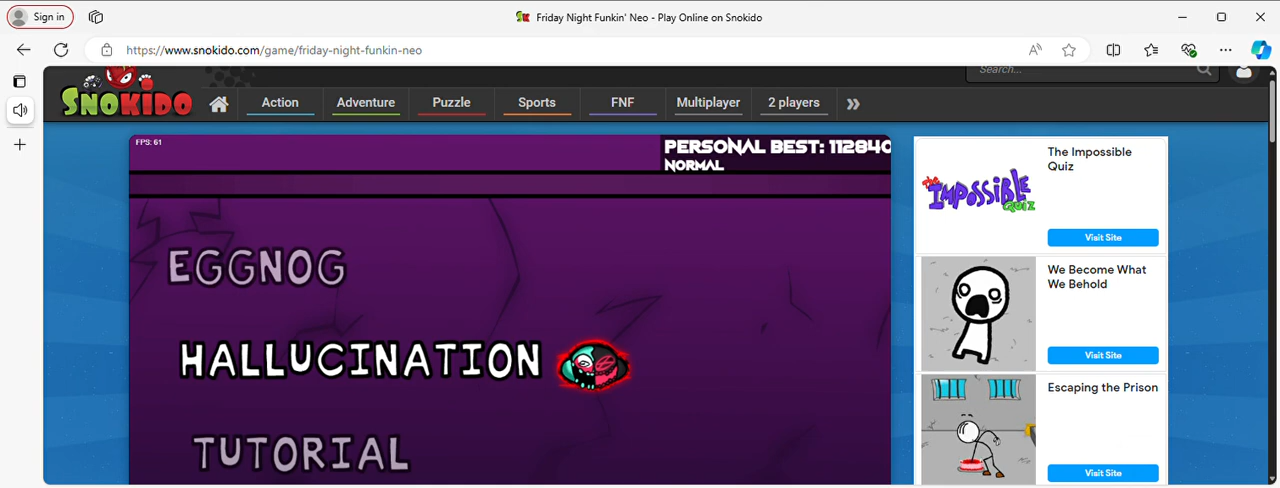 Sign in
Friday Night Funkin' Neo - Play Online on Snokido
https://www.snokido.com/game/friday-night-funkin-neo
SNOKIDO
Search...
Action
Adventure
Puzzle
Sports
FNF
Multiplayer
2 players
FPS: 61
PERSONAL BEST: 112840
NORMAL
EGGNOG
HALLUCINATION
TUTORIAL
The IMPOSSIBLE QUIZ
The Impossible
Quiz
Visit Site
We Become What
We Behold
Visit Site
Escaping the Prison
Visit Site